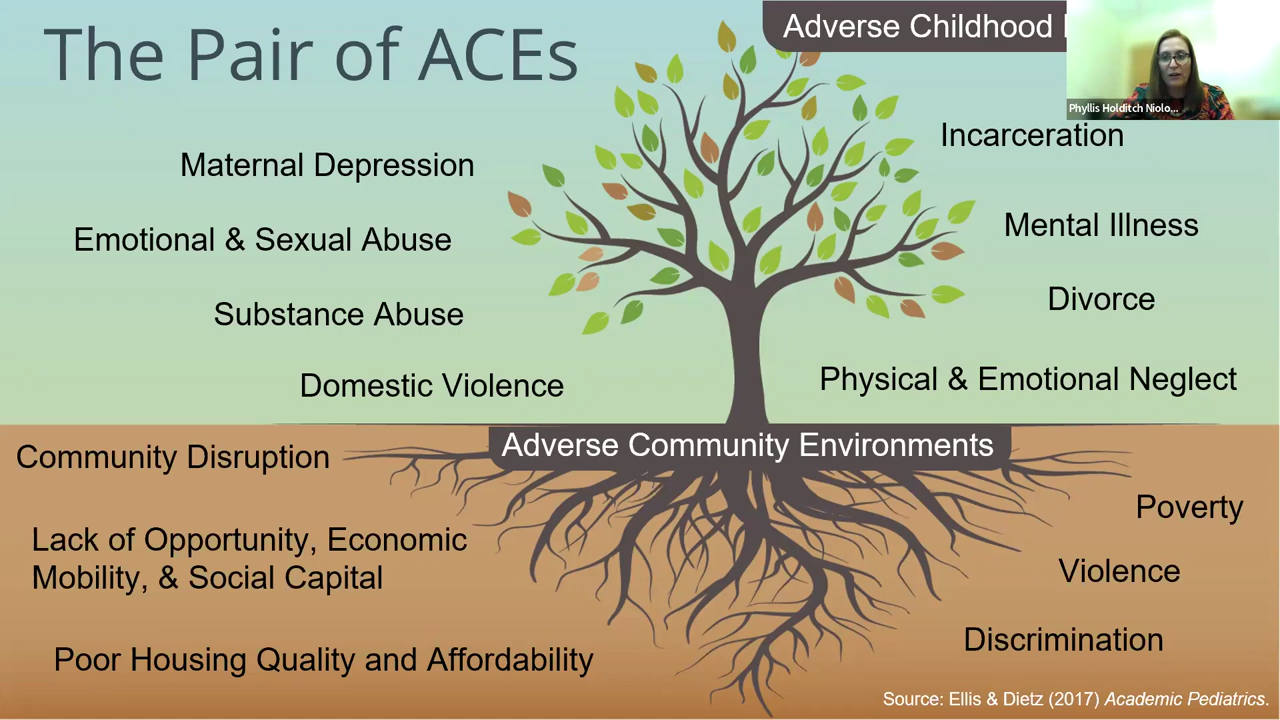 The Pair of ACEs
Adverse Childhood
Phyllis Holditch Niolo...
Maternal Depression
Incarceration
Emotional & Sexual Abuse
Mental Illness
Substance Abuse
Divorce
Domestic Violence
Physical & Emotional Neglect
Adverse Community Environments
Community Disruption
Poverty
Lack of Opportunity, Economic
Mobility, & Social Capital
Violence
Discrimination
Poor Housing Quality and Affordability
Source: Ellis & Dietz (2017) Academic Pediatrics.